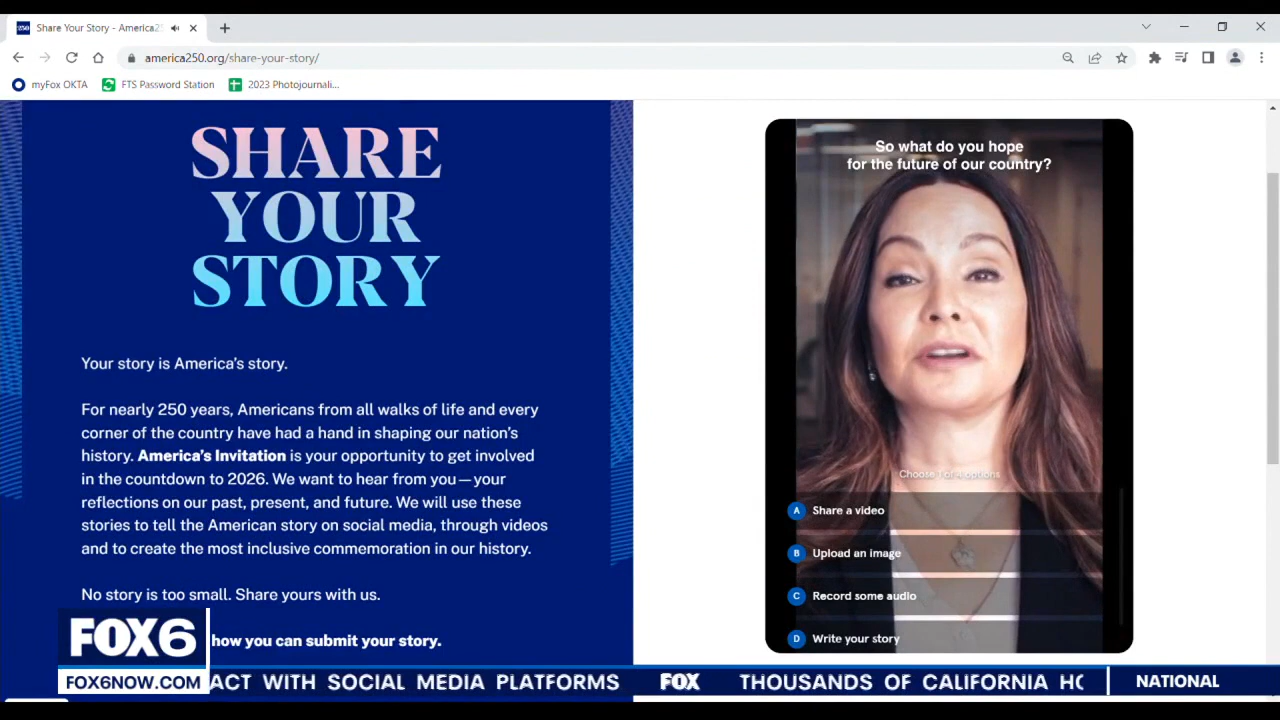 250
Share Your Story - America2
america250.org/share-your-story/
myFox OKTA
FTS Password Station
2023 Photojournali...
SHARE
YOUR
STORY
Your story is America's story.
For nearly 250 years, Americans from all walks of life and every
corner of the country have had a hand in shaping our nation's
history. America's Invitation is your opportunity to get involved
in the countdown to 2026. We want to hear from you—your
reflections on our past, present, and future. We will use these
stories to tell the American story on social media, through videos
and to create the most inclusive commemoration in our history.
No story is too small. Share yours with us.
how you can submit your story.
So what do you hope
for the future of our country?
Choose 1 of 4 options
A Share a video
B Upload an image
C Record some audio
D Write your story
FOX6
FOX6NOW.COM
ACT WITH SOCIAL MEDIA PLATFORMS FOX THOUSANDS OF CALIFORNIA HO
NATIONAL